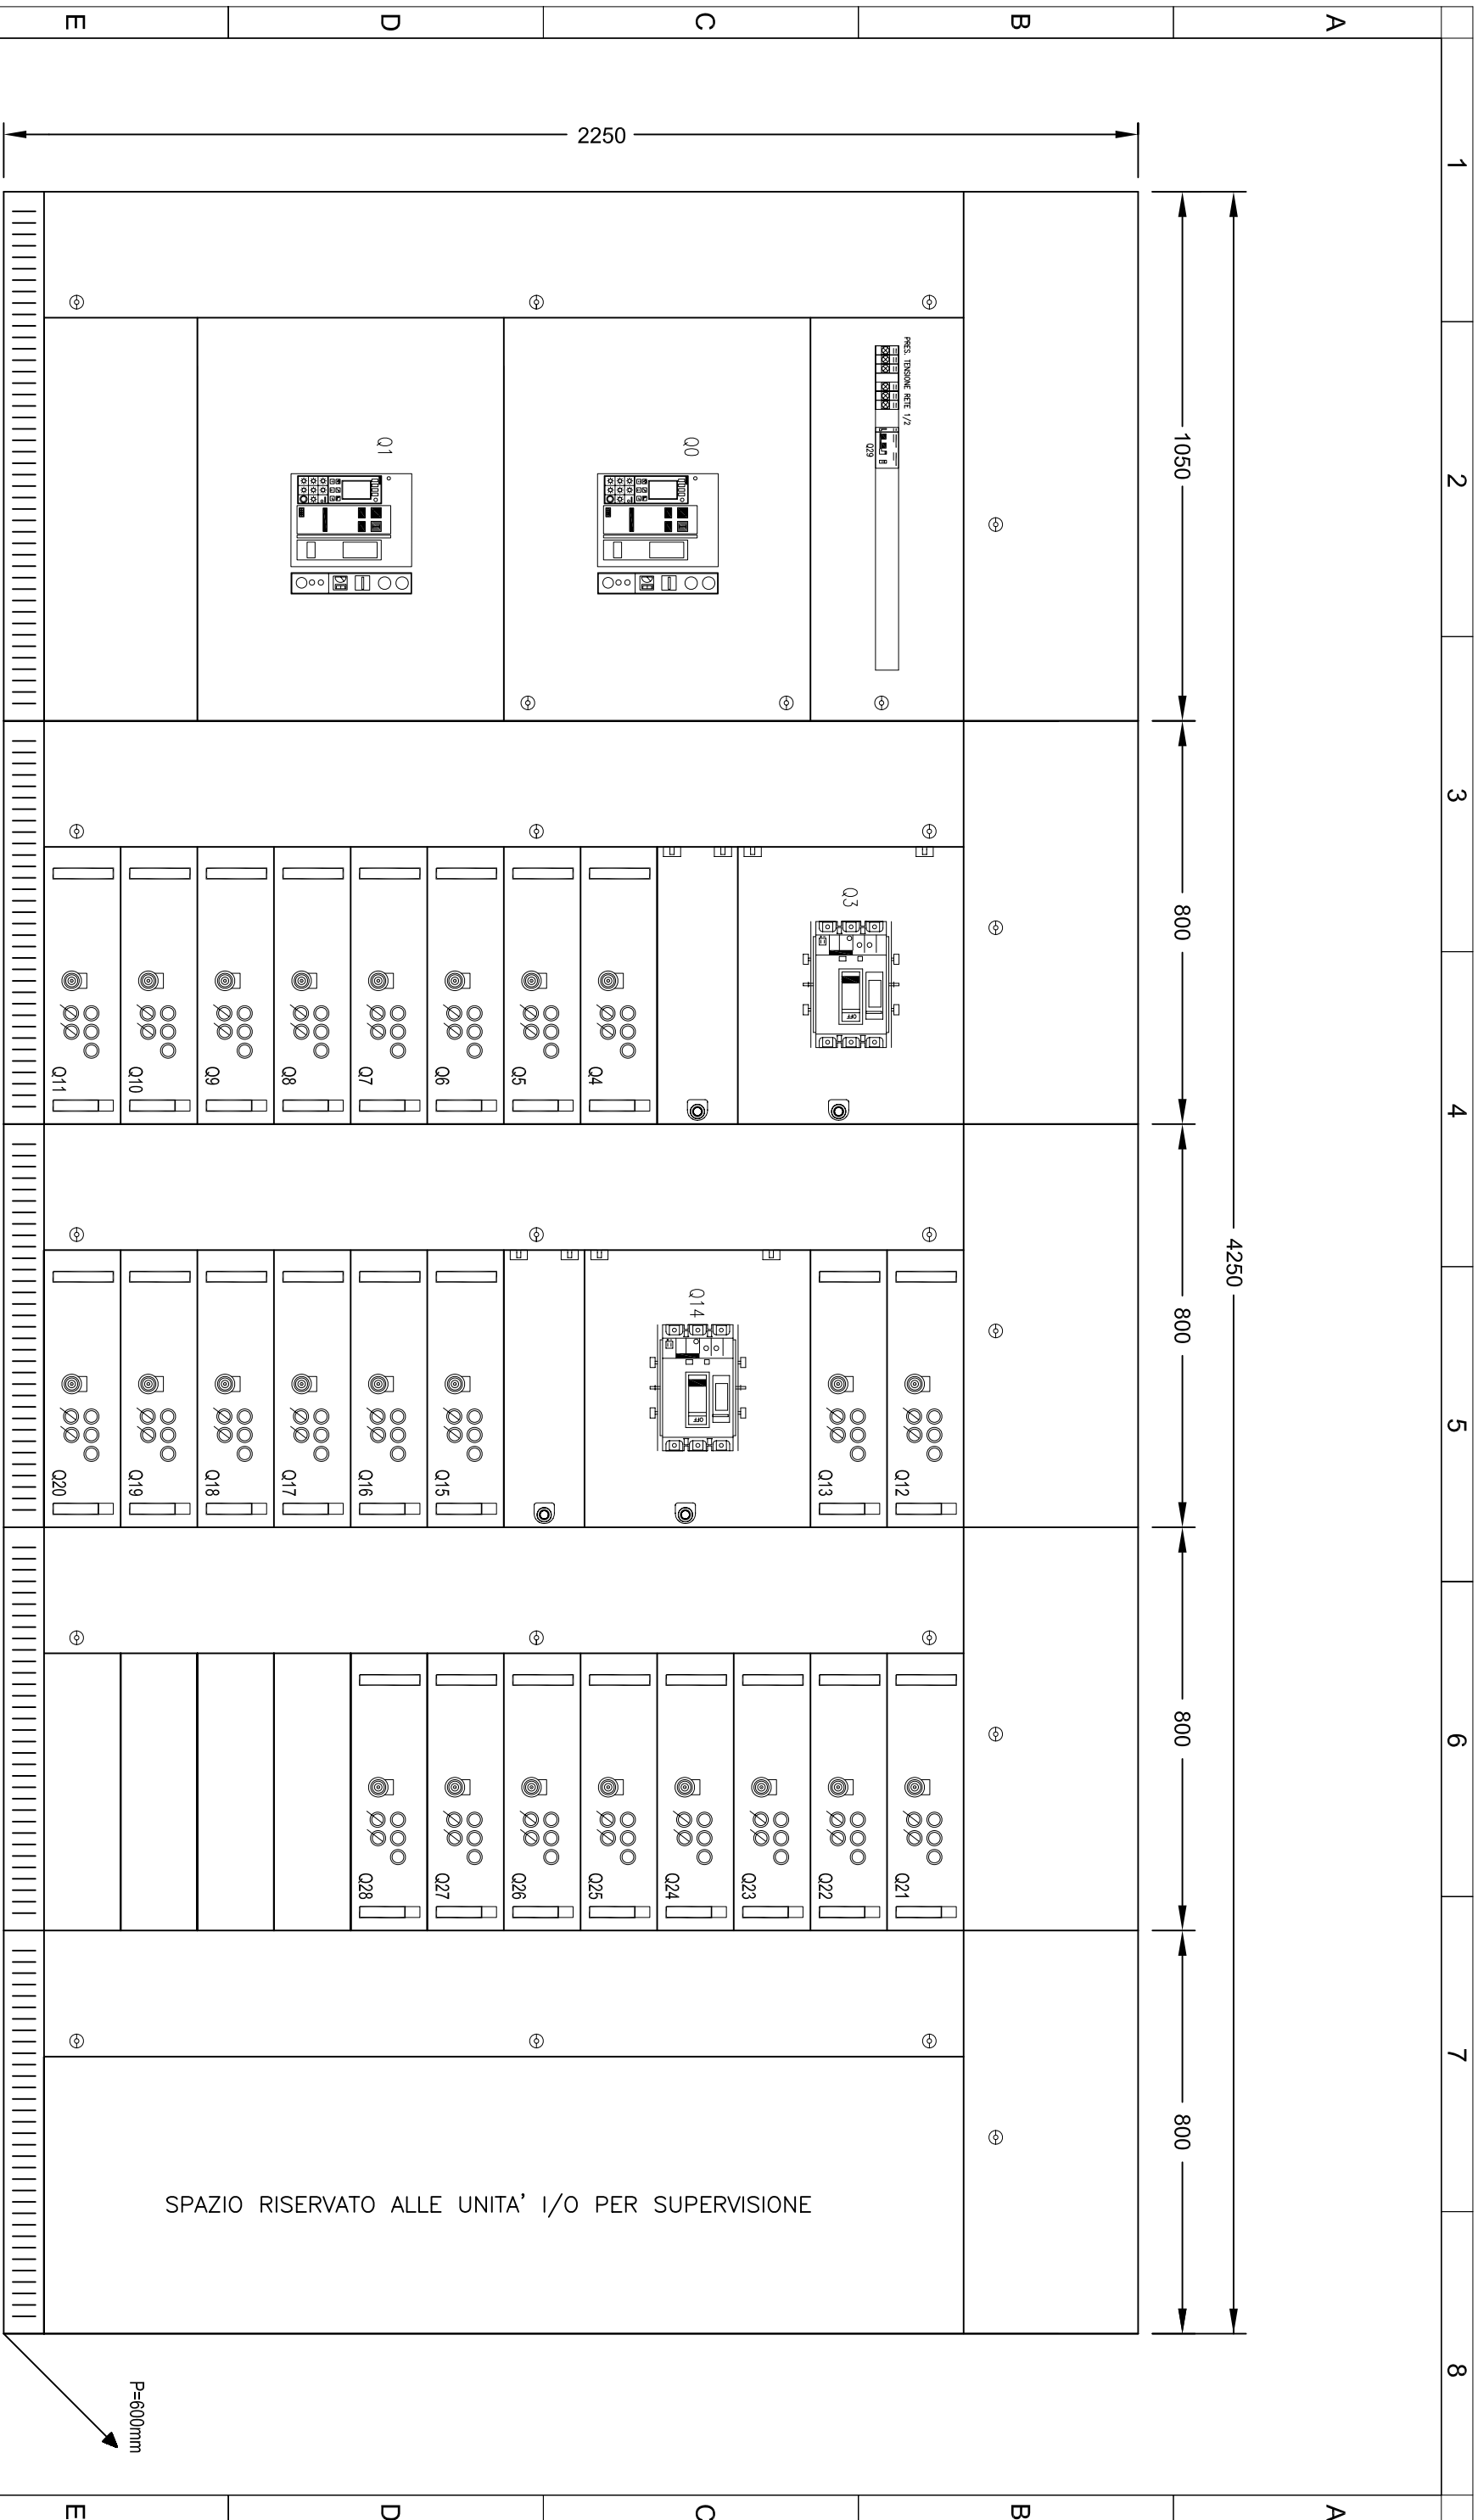 1 2 3 4 5 6 7 8
A A
B B
C C
D D
E E
4250
1050 800 800 800 800
2250
PRES. TENSIONE RETE 1/2
Q29
Q0
Q1
Q3
OFF
Q4
Q5
Q6
Q7
Q8
Q9
Q10
Q11
Q12
Q13
Q14
OFF
Q15
Q16
Q17
Q18
Q19
Q20
Q21
Q22
Q23
Q24
Q25
Q26
Q27
Q28
SPAZIO RISERVATO ALLE UNITA' I/O PER SUPERVISIONE
P=600mm